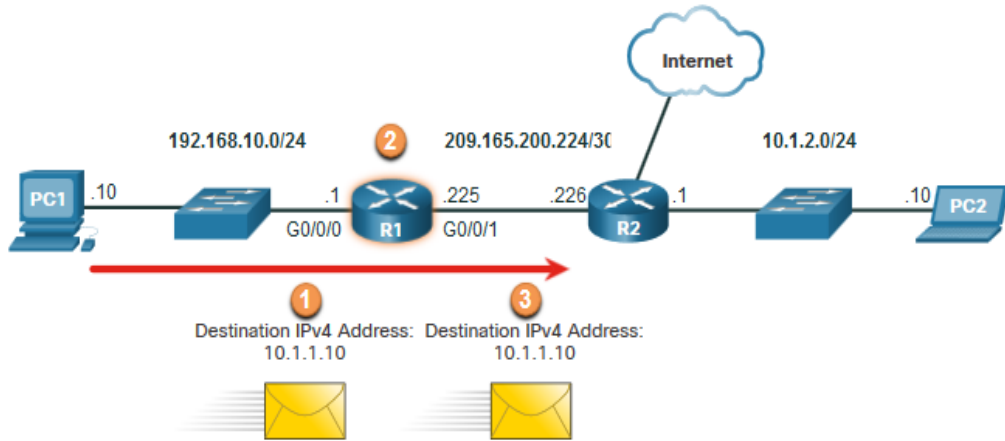 Internet
192.168.10.0/24
2
209.165.200.224/30
10.1.2.0/24
PC1
.10
.1
G0/0/0
R1
.225
G0/0/1
.226
R2
.1
.10
PC2
1
Destination IPv4 Address:
10.1.1.10
3
Destination IPv4 Address:
10.1.1.10